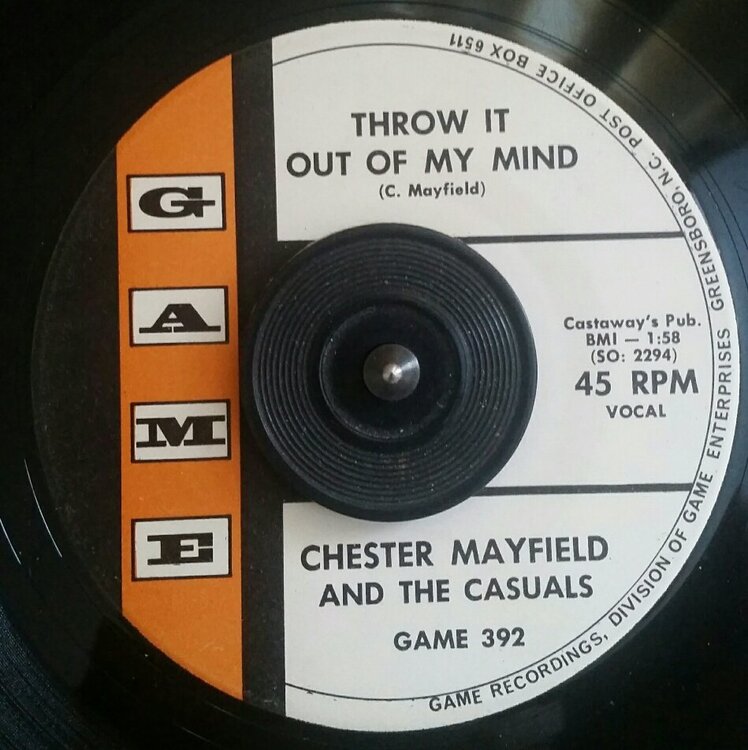 GAME
THROW IT
OUT OF MY MIND
(C. Mayfield)
Castaway's Pub.
BMI — 1:58
(SO: 2294)
45 RPM
VOCAL
CHESTER MAYFIELD
AND THE CASUALS
GAME 392
GAME RECORDINGS, DIVISION OF GAME ENTERPRISES GREENSBORO, N.C. POST OFFICE BOX 6511